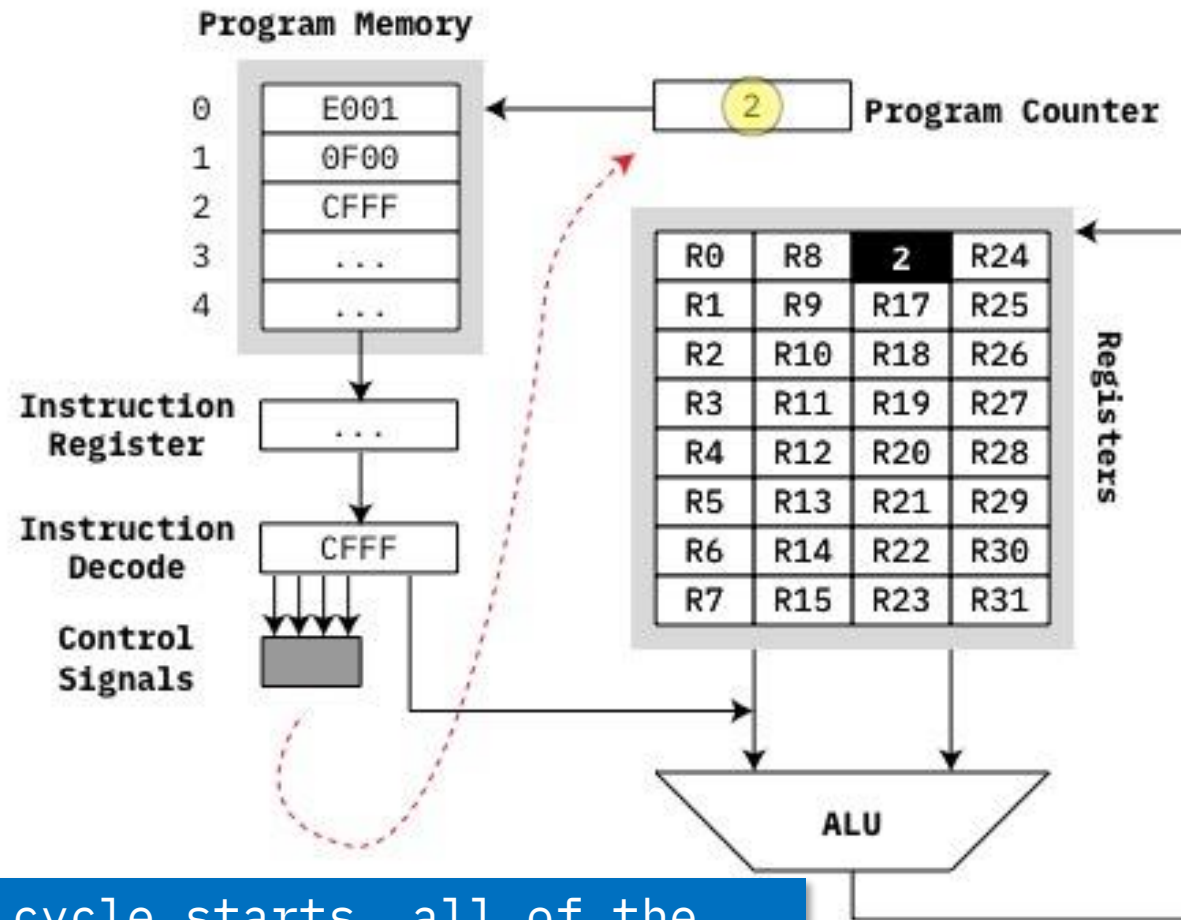 Program Memory
0 E001
1 0F00
2 CFFF
3 ...
4 ...
2 Program Counter
Instruction
Register
...
Instruction
Decode
CFFF
Control
Signals
R0 R8 2 R24
R1 R9 R17 R25
R2 R10 R18 R26
R3 R11 R19 R27
R4 R12 R20 R28
R5 R13 R21 R29
R6 R14 R22 R30
R7 R15 R23 R31
Registers
ALU
cycle starts, all of the